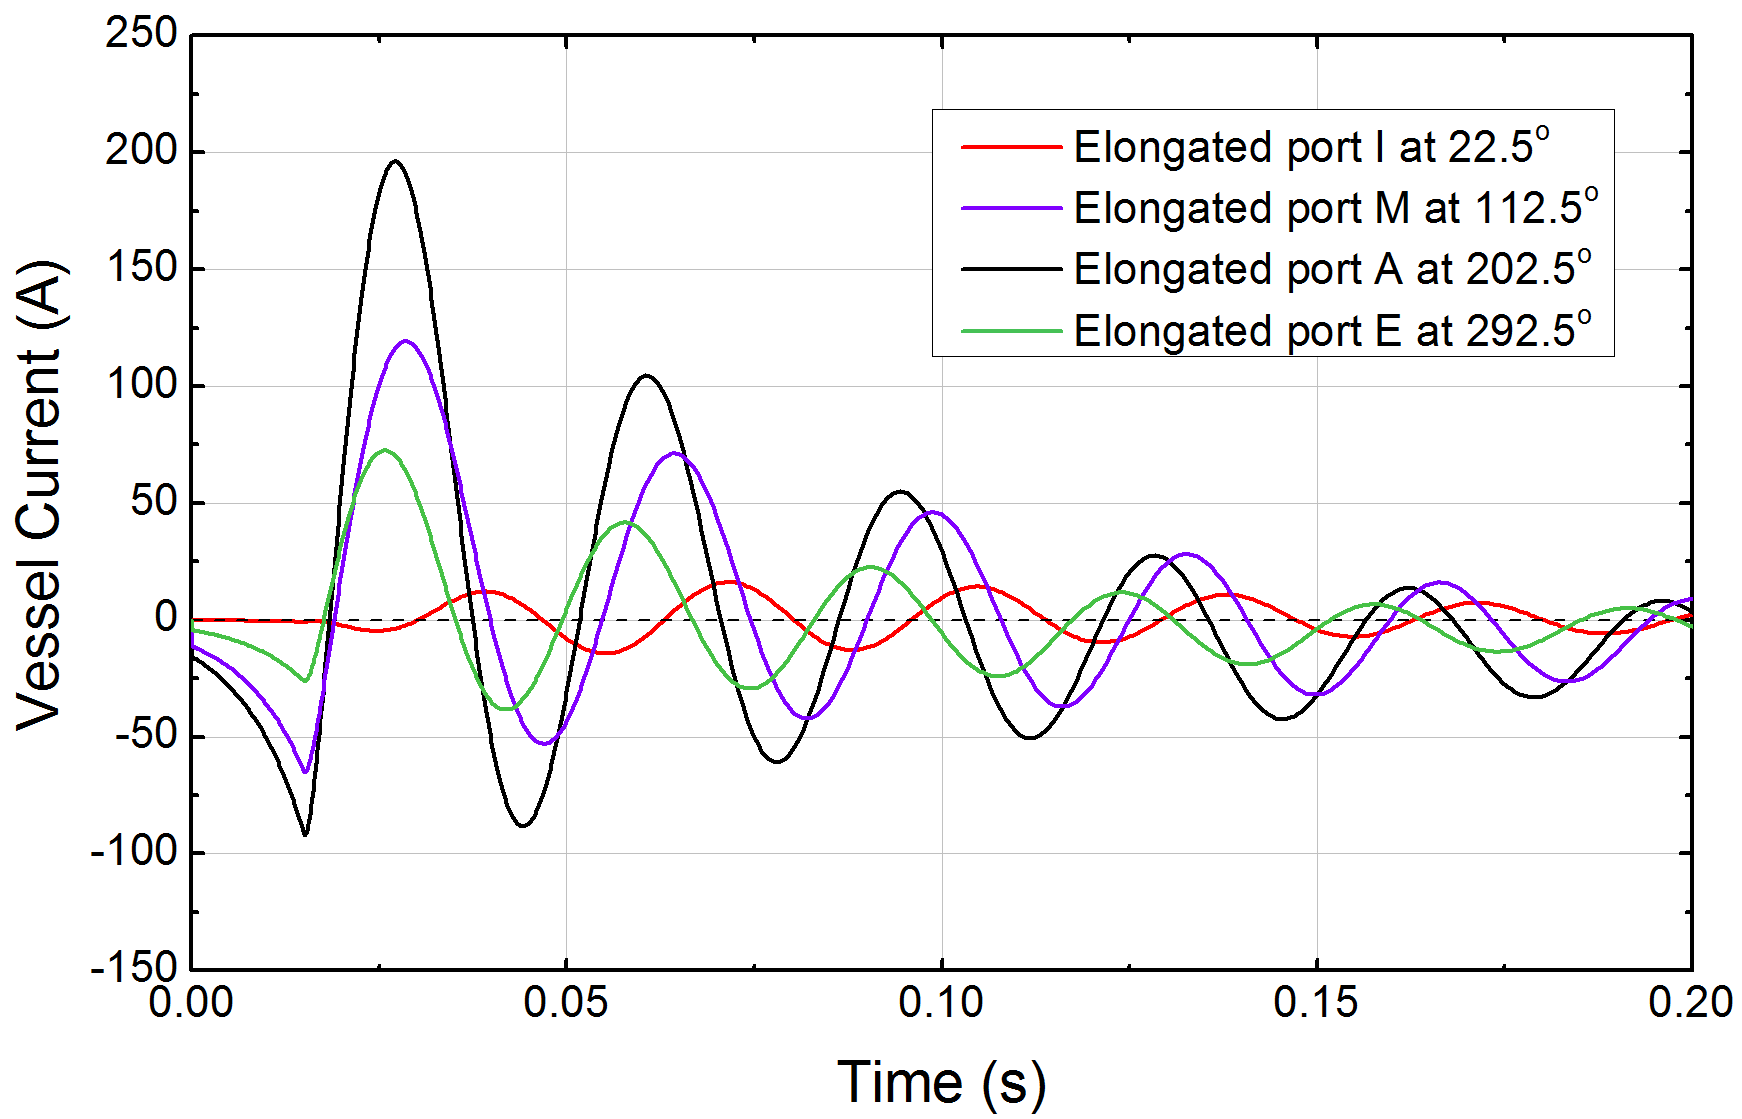 250
200
150
100
50
0
-50
-100
-150
Vessel Current (A)
Elongated port I at 22.5°
Elongated port M at 112.5°
Elongated port A at 202.5°
Elongated port E at 292.5°
0.00 0.05 0.10 0.15 0.20
Time (s)